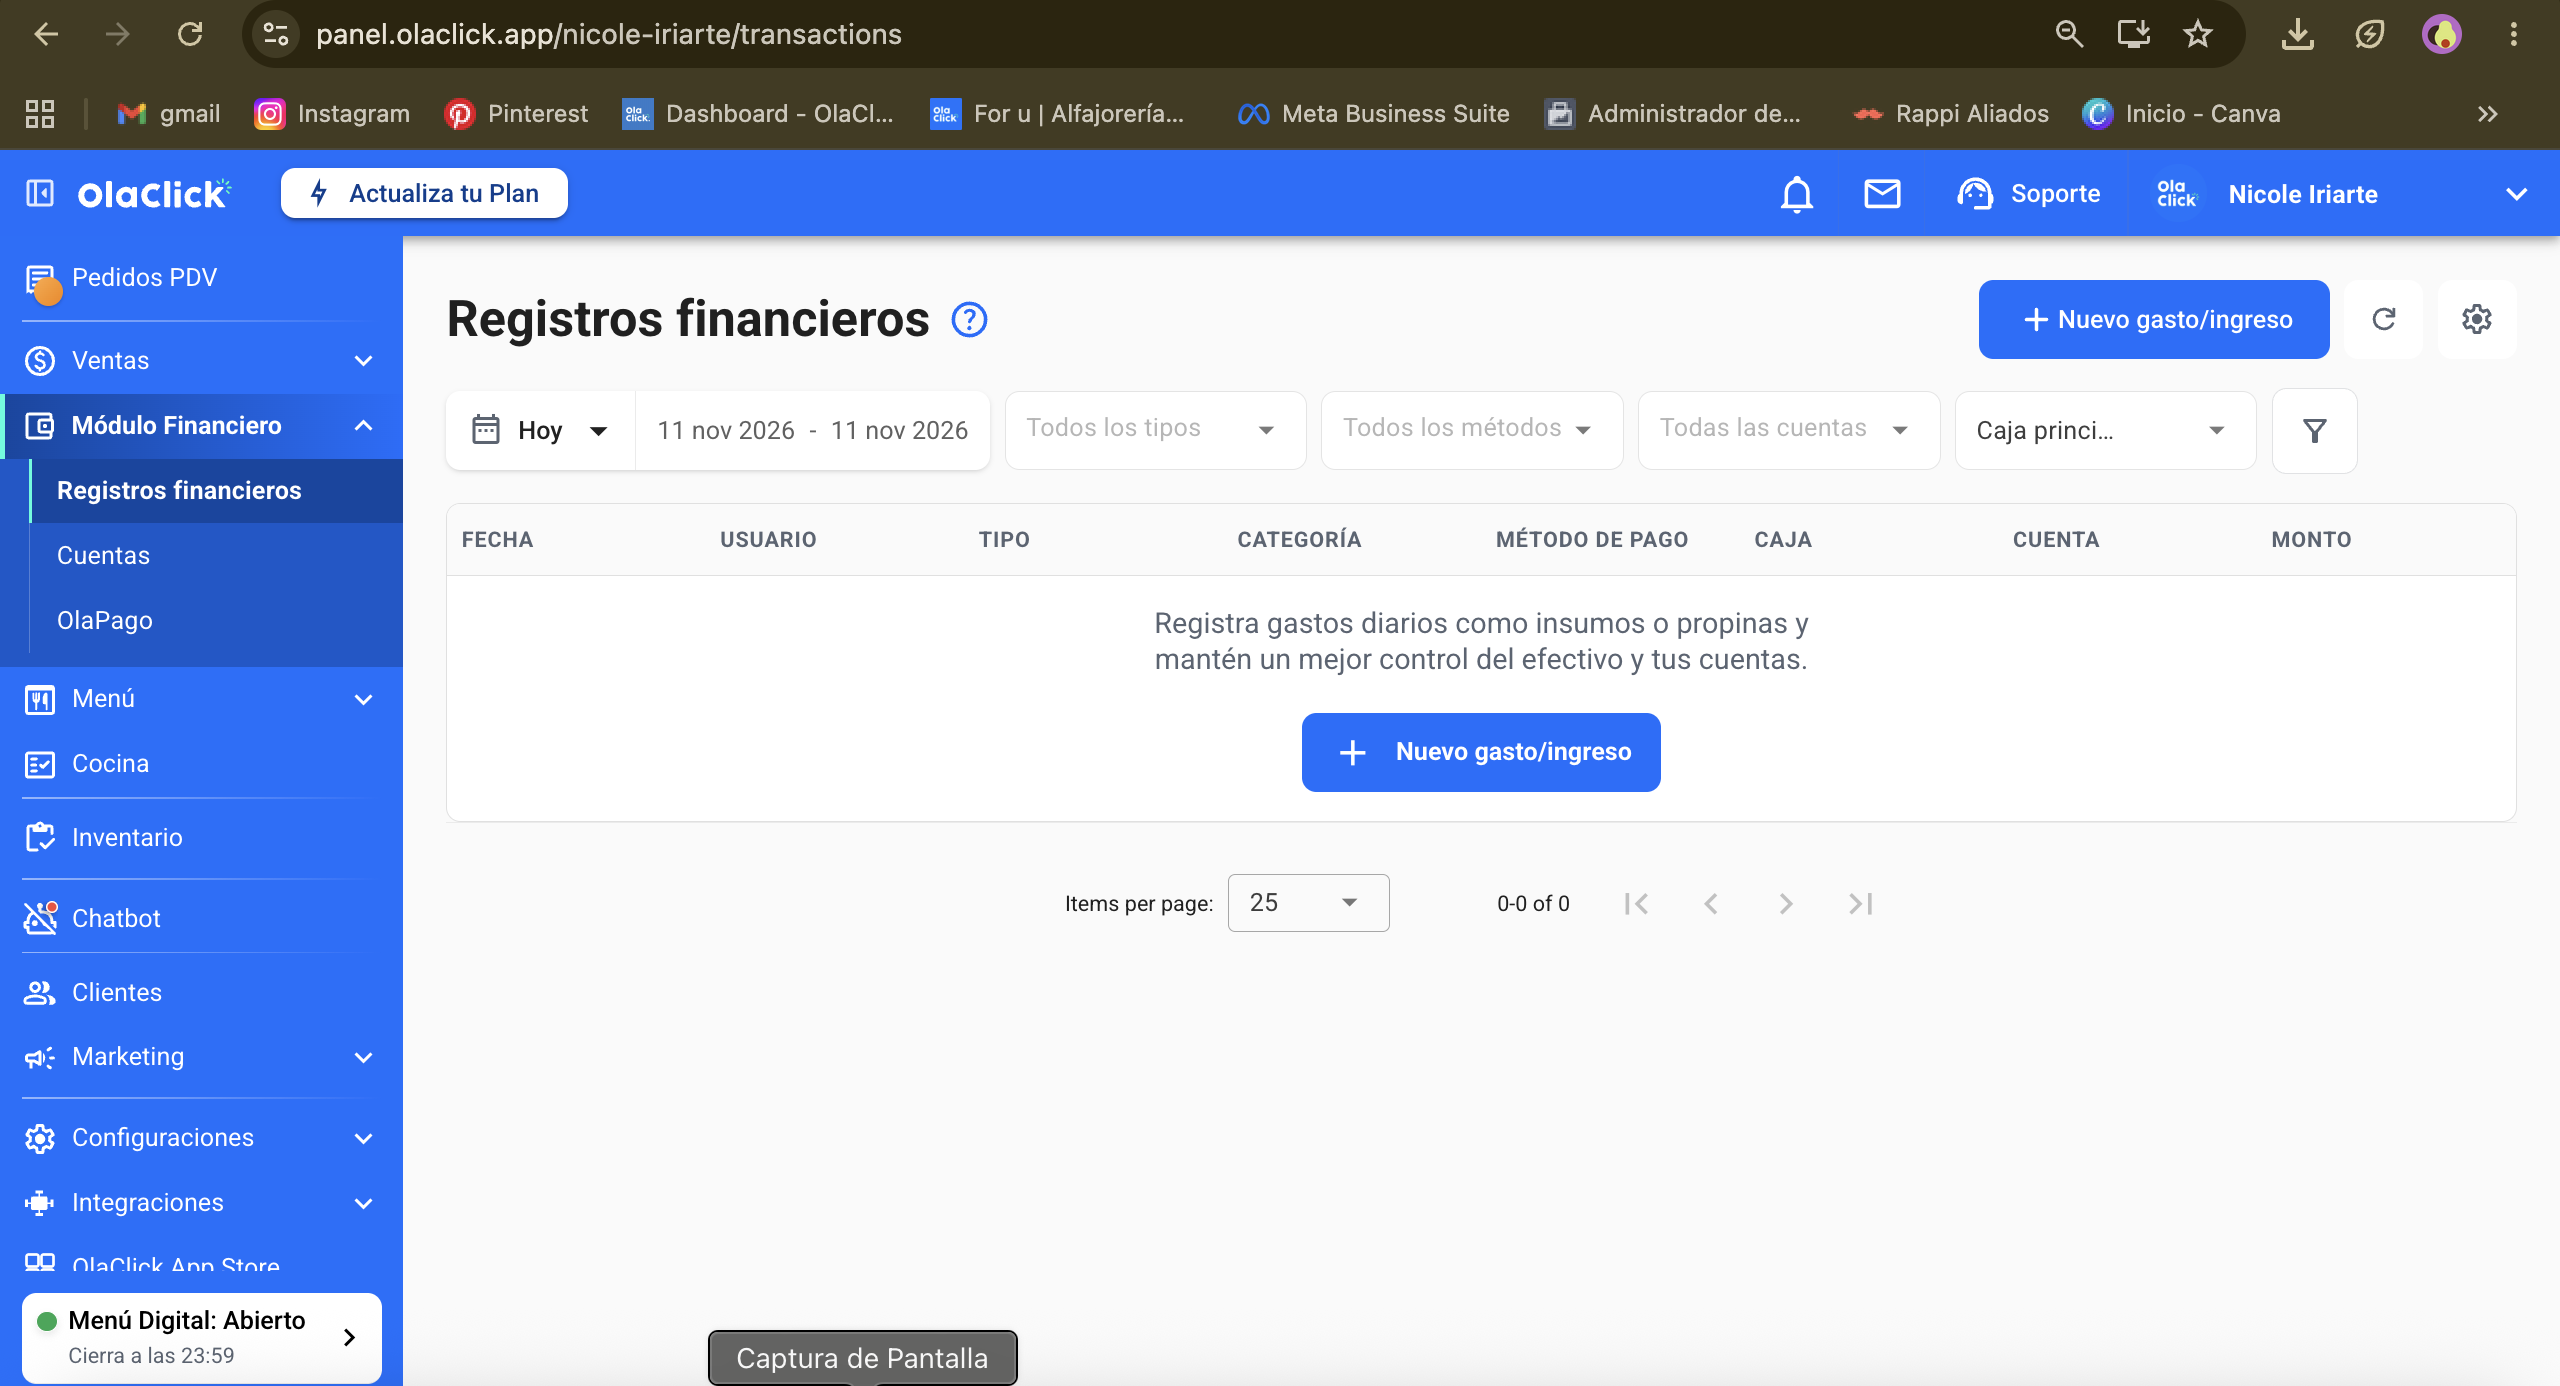 panel.olaclick.app/nicole-iriarte/transactions
gmail
Instagram
Pinterest
Ola Click.
Dashboard - OlaCl...
Ola Click.
For u | Alfajorería...
Meta Business Suite
Administrador de...
Rappi Aliados
Inicio - Canva
olaclick
Actualiza tu Plan
Soporte
Ola Click
Nicole Iriarte
Pedidos PDV
Ventas
Módulo Financiero
Registros financieros
Cuentas
OlaPago
Menú
Cocina
Inventario
Chatbot
Clientes
Marketing
Configuraciones
Integraciones
OlaClick App Store
Menú Digital: Abierto
Cierra a las 23:59
Registros financieros
+ Nuevo gasto/ingreso
Hoy
11 nov 2026 - 11 nov 2026
Todos los tipos
Todos los métodos
Todas las cuentas
Caja princi...
FECHA USUARIO TIPO CATEGORÍA MÉTODO DE PAGO CAJA CUENTA MONTO
Registra gastos diarios como insumos o propinas y
mantén un mejor control del efectivo y tus cuentas.
+ Nuevo gasto/ingreso
Items per page: 25
0-0 of 0
Captura de Pantalla